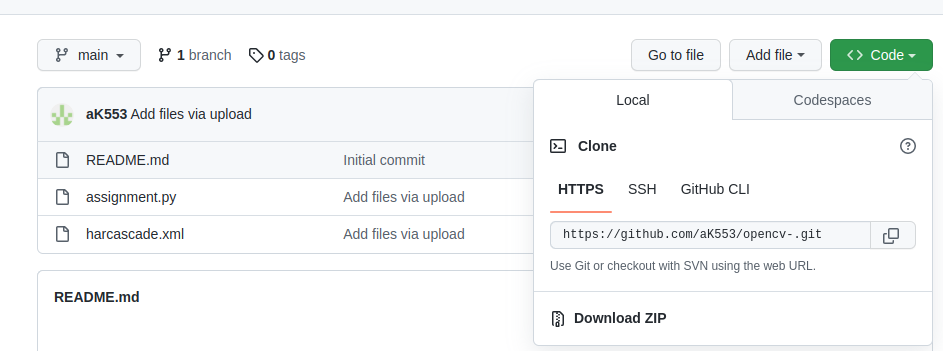 main
1 branch
0 tags
Go to file
Add file
Code
aK553 Add files via upload
README.md Initial commit
assignment.py Add files via upload
harcascade.xml Add files via upload
README.md
Local
Codespaces
Clone
HTTPS
SSH
GitHub CLI
https://github.com/aK553/opencv-.git
Use Git or checkout with SVN using the web URL.
Download ZIP